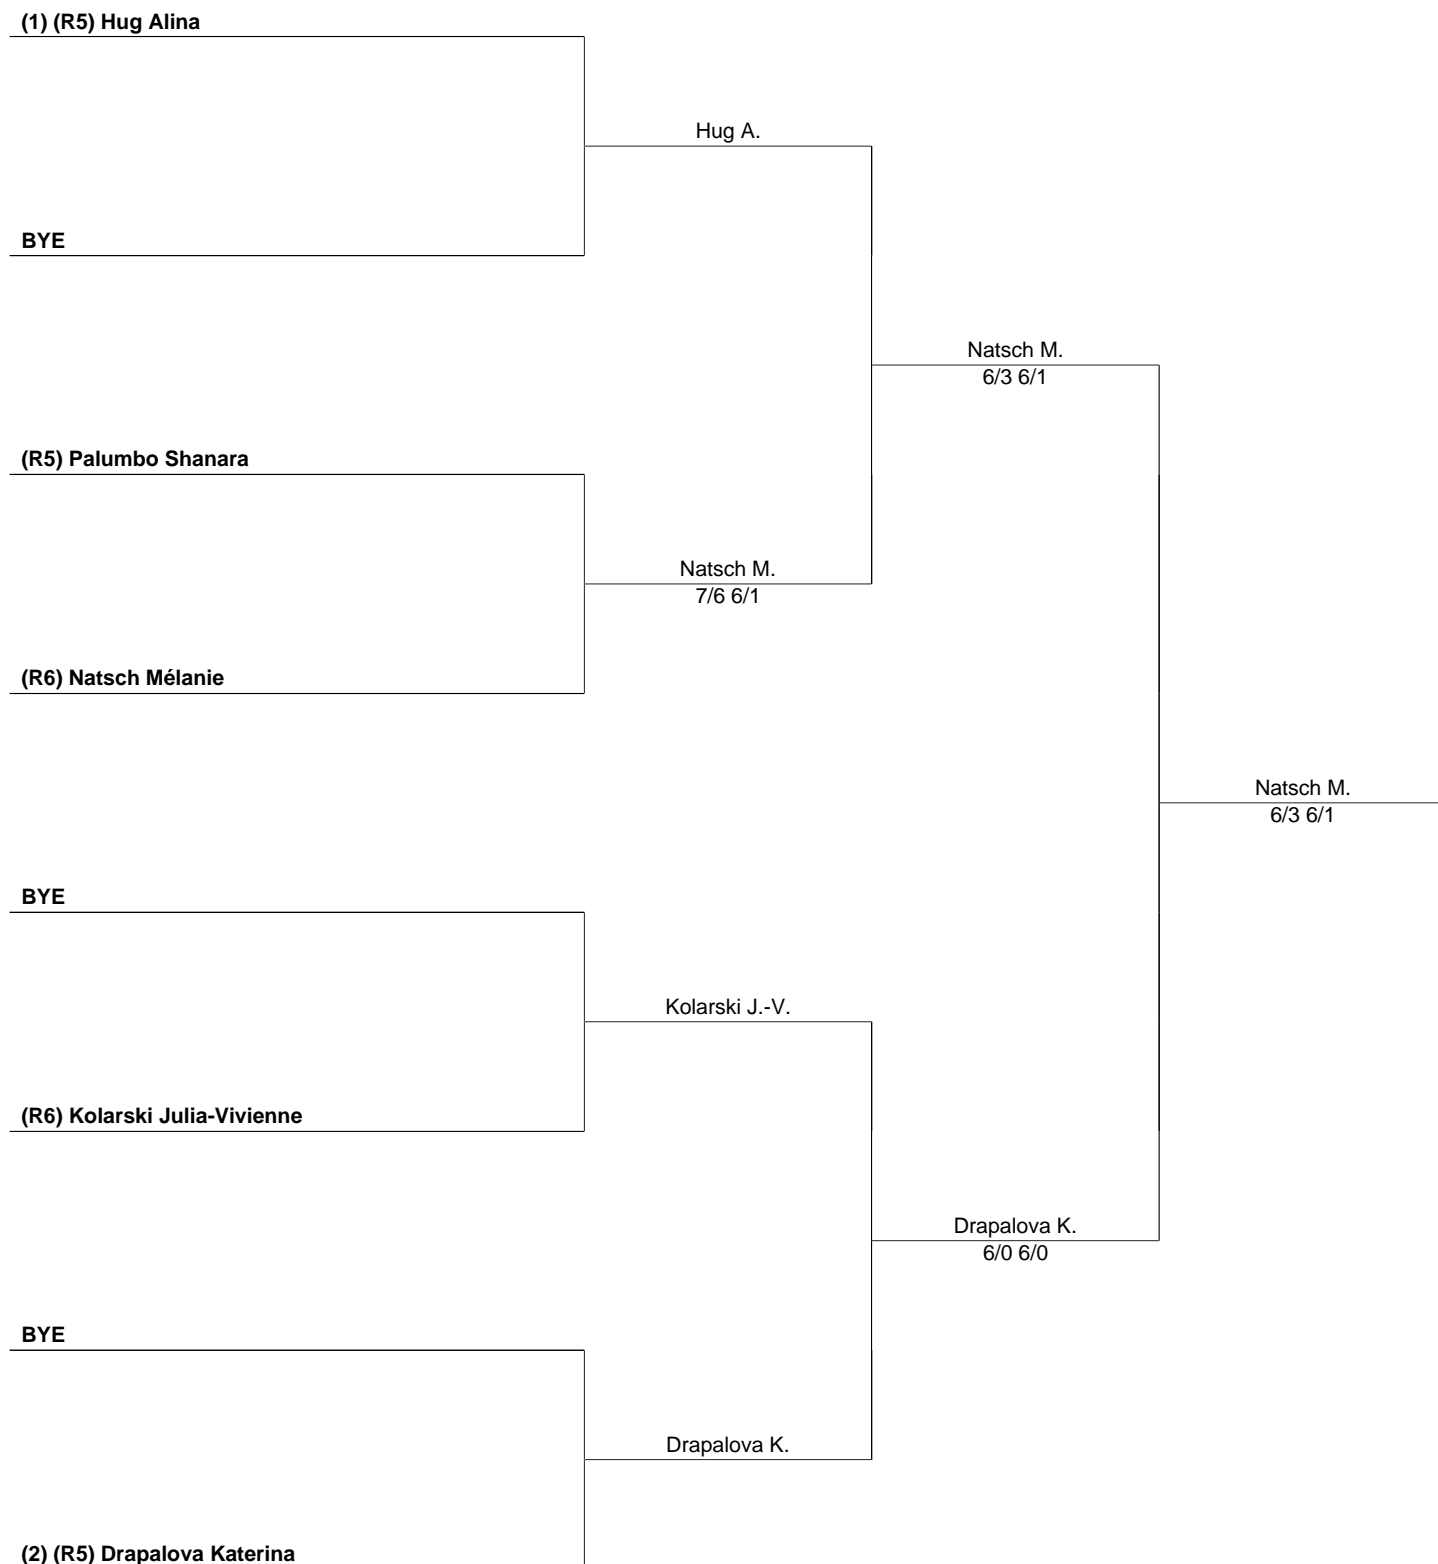 (1) (R5) Hug Alina
Hug A.
BYE
Natsch M.
6/3 6/1
(R5) Palumbo Shanara
Natsch M.
7/6 6/1
(R6) Natsch Mélanie
Natsch M.
6/3 6/1
BYE
Kolarski J.-V.
(R6) Kolarski Julia-Vivienne
Drapalova K.
6/0 6/0
BYE
Drapalova K.
(2) (R5) Drapalova Katerina